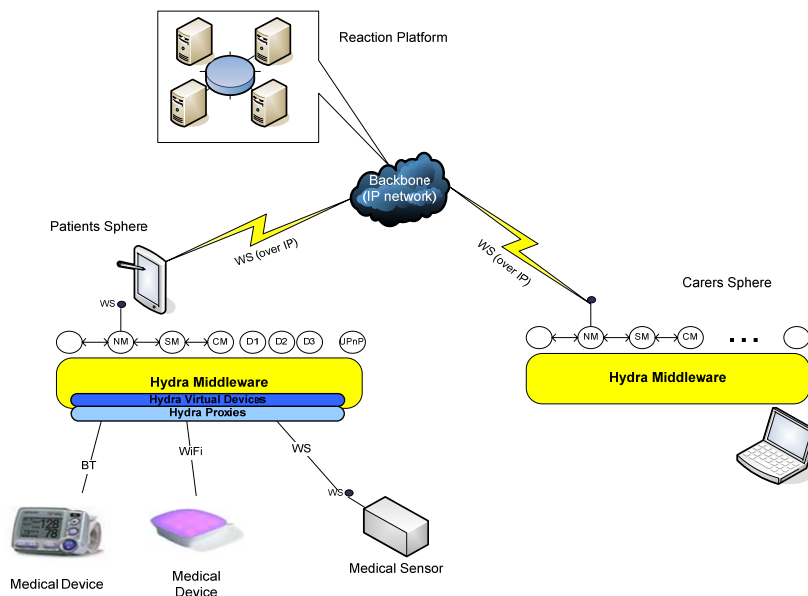 Reaction Platform
Backbone
(IP network)
Patients Sphere
WS (over IP)
WS (over IP)
Carers Sphere
WS
NM
SM
CM
D1
D2
D3
UPnP
NM
SM
CM
...
Hydra Middleware
Hydra Virtual Devices
Hydra Proxies
Hydra Middleware
BT
WiFi
WS
WS
128
78
Medical Device
Medical
Device
Medical Sensor